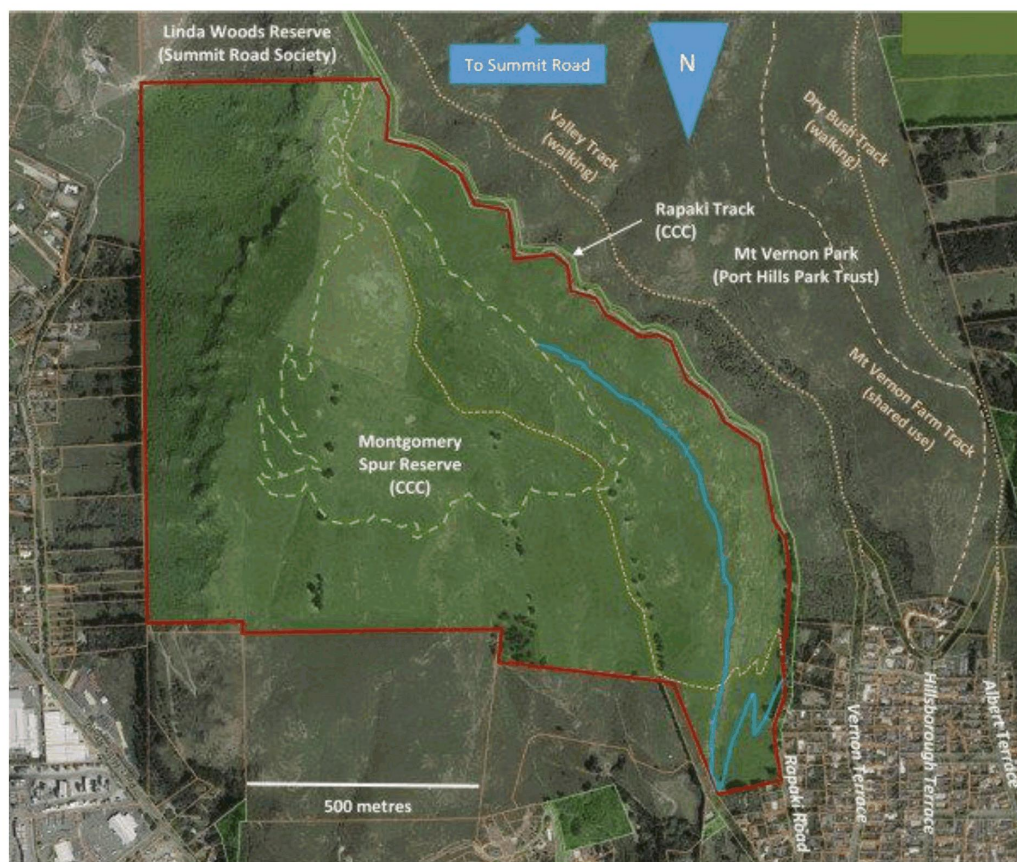 Linda Woods Reserve
(Summit Road Society)
To Summit Road
N
Valley Track
(walking)
Dry Bush Track
(walking)
Rapaki Track
(CCC)
Mt Vernon Park
(Port Hills Park Trust)
Mt Vernon Farm Track
(shared use)
Montgomery
Spur Reserve
(CCC)
500 metres
Rapaki Road
Vernon Terrace
Hillsborough Terrace
Albert Terrace